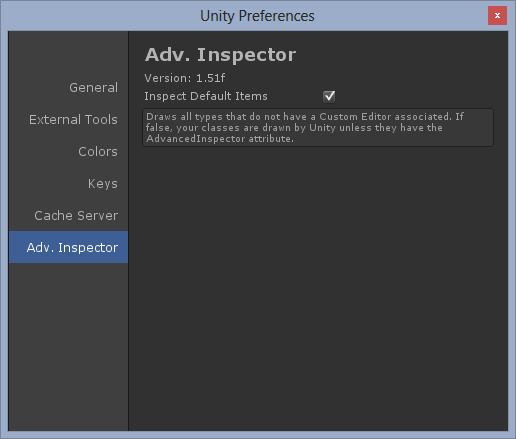 Unity Preferences
General
External Tools
Colors
Keys
Cache Server
Adv. Inspector
Adv. Inspector
Version: 1.51f
Inspect Default Items
Draws all types that do not have a Custom Editor associated. If
false, your classes are drawn by Unity unless they have the
AdvancedInspector attribute.